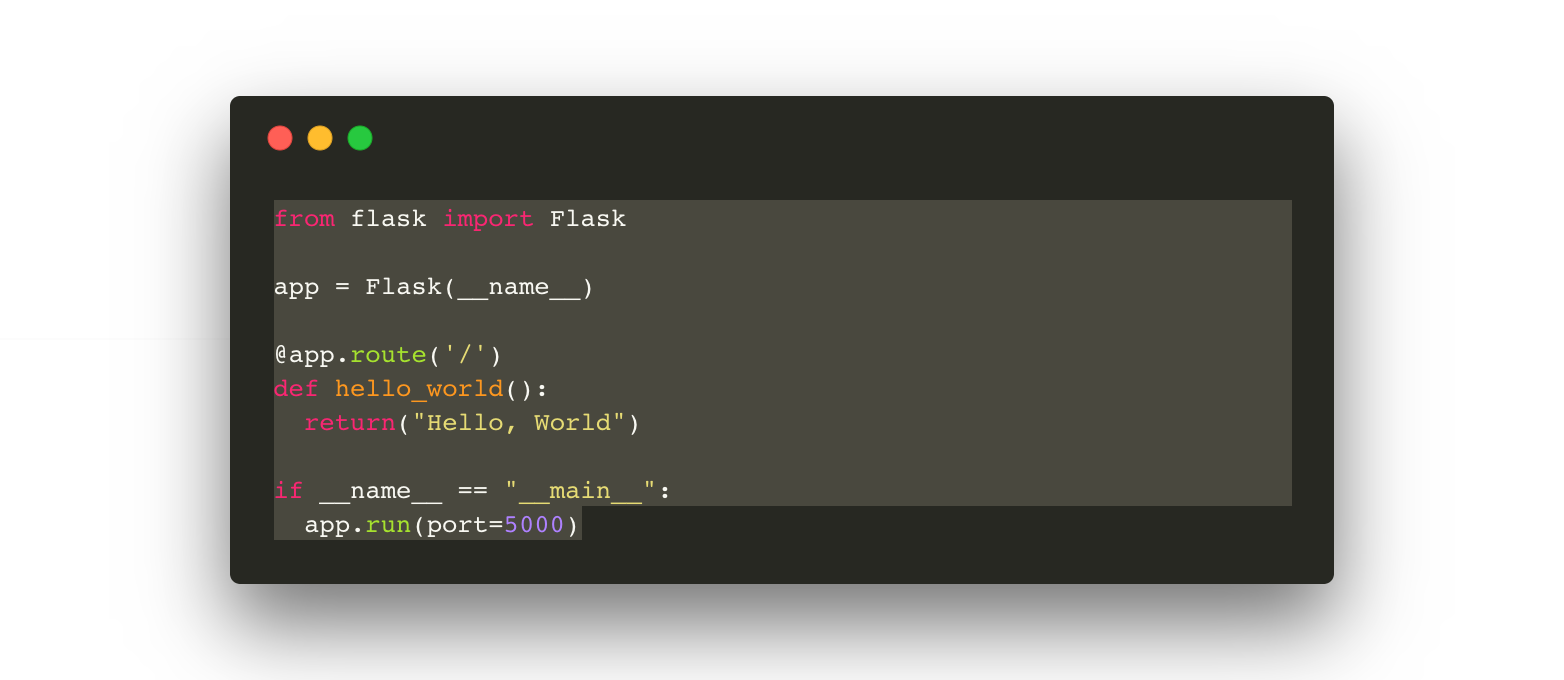 from flask import Flask
app = Flask(__name__)
@app.route('/')
def hello_world():
  return("Hello, World")
if __name__ == "__main__":
  app.run(port=5000)